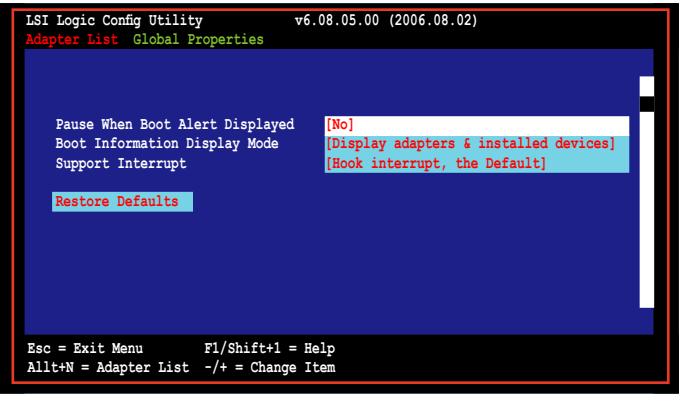 LSI Logic Config Utility v6.08.05.00 (2006.08.02)
Adapter List Global Properties
Pause When Boot Alert Displayed [No]
Boot Information Display Mode [Display adapters & installed devices]
Support Interrupt [Hook interrupt, the Default]
Restore Defaults
Esc = Exit Menu F1/Shift+1 = Help
Allt+N = Adapter List -/+ = Change Item